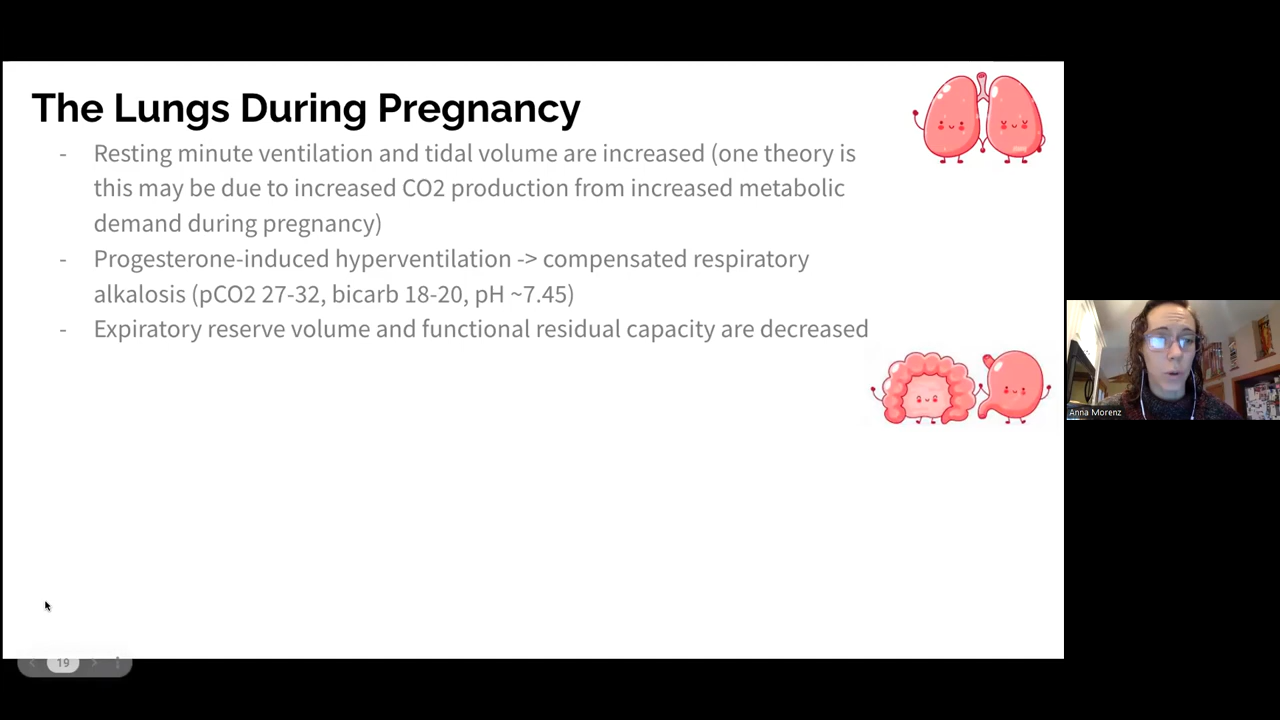 The Lungs During Pregnancy
- Resting minute ventilation and tidal volume are increased (one theory is
this may be due to increased CO2 production from increased metabolic
demand during pregnancy)
- Progesterone-induced hyperventilation -> compensated respiratory
alkalosis (pCO2 27-32, bicarb 18-20, pH ~7.45)
- Expiratory reserve volume and functional residual capacity are decreased
Anna Morenz
19